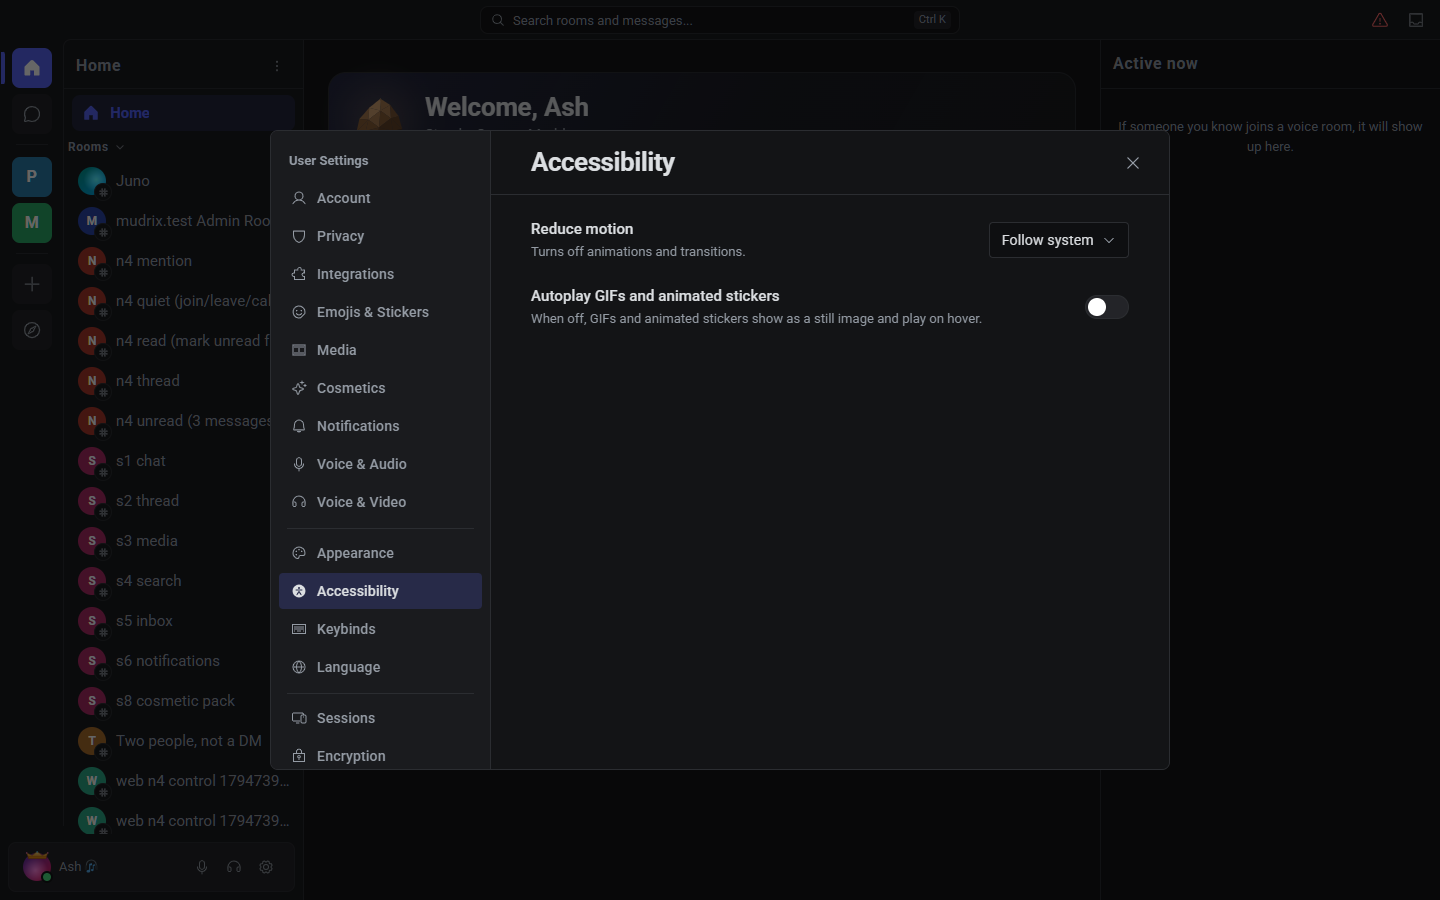 Search rooms and messages...
Ctrl K
Home
Active now
Home
Welcome, Ash
If someone you know joins a voice room, it will show
up here.
Rooms
P
M
Juno
M mudrix.test Admin Roo
N n4 mention
N n4 quiet (join/leave/cal
N n4 read (mark unread f
N n4 thread
N n4 unread (3 messages
S s1 chat
S s2 thread
S s3 media
S s4 search
S s5 inbox
S s6 notifications
S s8 cosmetic pack
T Two people, not a DM
W web n4 control 1794739...
W web n4 control 1794739...
Ash
User Settings
Account
Privacy
Integrations
Emojis & Stickers
Media
Cosmetics
Notifications
Voice & Audio
Voice & Video
Appearance
Accessibility
Keybinds
Language
Sessions
Encryption
Accessibility
Reduce motion
Turns off animations and transitions.
Follow system
Autoplay GIFs and animated stickers
When off, GIFs and animated stickers show as a still image and play on hover.